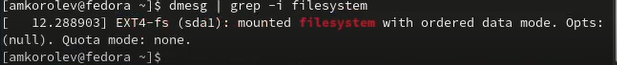 [amkorolev@fedora ~]$ dmesg | grep -i filesystem
[   12.288903] EXT4-fs (sda1): mounted filesystem with ordered data mode. Opts:
(null). Quota mode: none.
[amkorolev@fedora ~]$